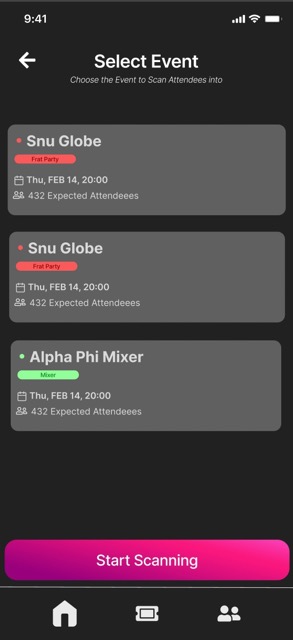 9:41
Select Event
Choose the Event to Scan Attendees into
Snu Globe
Frat Party
Thu, FEB 14, 20:00
432 Expected Attendeees
Snu Globe
Frat Party
Thu, FEB 14, 20:00
432 Expected Attendeees
Alpha Phi Mixer
Mixer
Thu, FEB 14, 20:00
432 Expected Attendeees
Start Scanning